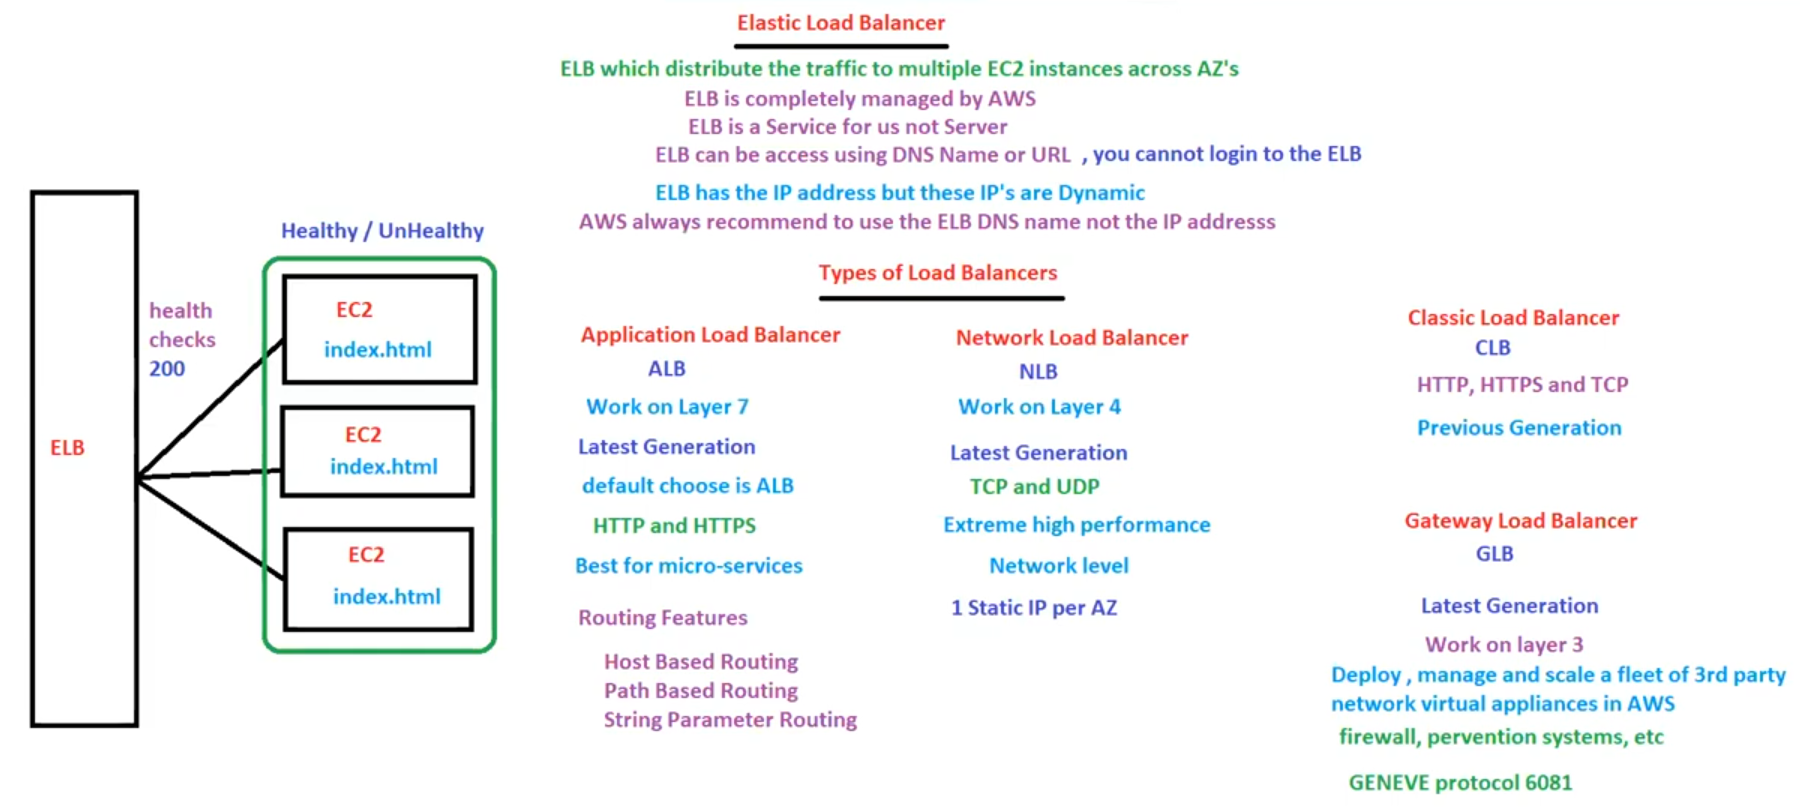 Elastic Load Balancer
ELB which distribute the traffic to multiple EC2 instances across AZ's
ELB is completely managed by AWS
ELB is a Service for us not Server
ELB can be access using DNS Name or URL , you cannot login to the ELB
ELB has the IP address but these IP's are Dynamic
AWS always recommend to use the ELB DNS name not the IP addresss
ELB
health
checks
200
Healthy / UnHealthy
EC2
index.html
EC2
index.html
EC2
index.html
Types of Load Balancers
Application Load Balancer
ALB
Work on Layer 7
Latest Generation
default choose is ALB
HTTP and HTTPS
Best for micro-services
Routing Features
Host Based Routing
Path Based Routing
String Parameter Routing
Network Load Balancer
NLB
Work on Layer 4
Latest Generation
TCP and UDP
Extreme high performance
Network level
1 Static IP per AZ
Classic Load Balancer
CLB
HTTP, HTTPS and TCP
Previous Generation
Gateway Load Balancer
GLB
Latest Generation
Work on layer 3
Deploy , manage and scale a fleet of 3rd party
network virtual appliances in AWS
firewall, pervention systems, etc
GENEVE protocol 6081